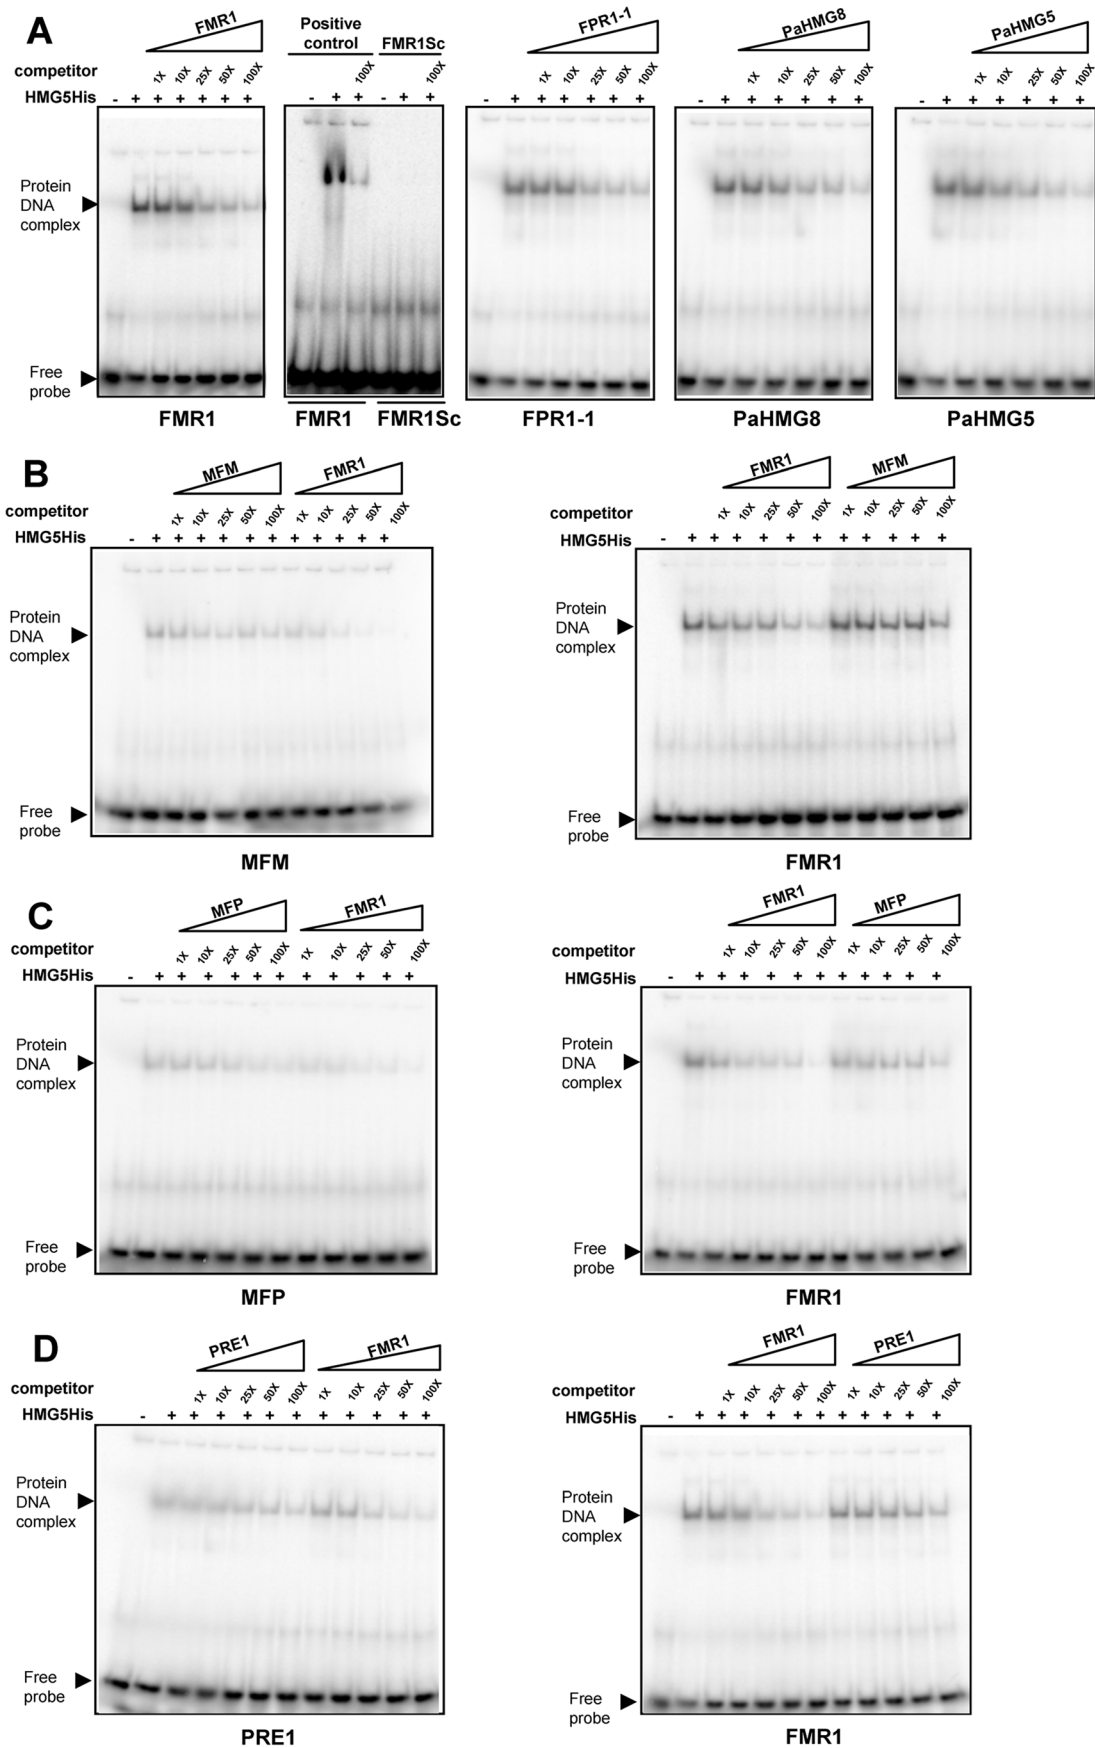 A
FMR1
Positive
control
FMR1Sc
FPR1-1
PaHMG8
PaHMG5
competitor
1X 10X 25X 50X 100X
100X
100X
1X 10X 25X 50X 100X
1X 10X 25X 50X 100X
1X 10X 25X 50X 100X
HMG5His
- + + + + + +
- + + - + +
- + + + + + +
- + + + + + +
- + + + + + +
Protein
DNA
complex
Free
probe
FMR1
FMR1
FMR1Sc
FPR1-1
PaHMG8
PaHMG5
B
MFM
FMR1
competitor
1X 10X 25X 50X 100X 1X 10X 25X 50X 100X
HMG5His
- + + + + + + + + + +
Protein
DNA
complex
Free
probe
MFM
FMR1
MFM
competitor
1X 10X 25X 50X 100X 1X 10X 25X 50X 100X
HMG5His
- + + + + + + + + + + +
Protein
DNA
complex
Free
probe
FMR1
C
MFP
FMR1
competitor
1X 10X 25X 50X 100X 1X 10X 25X 50X 100X
HMG5His
- + + + + + + + + + + +
Protein
DNA
complex
Free
probe
MFP
FMR1
MFP
competitor
1X 10X 25X 50X 100X 1X 10X 25X 50X 100X
HMG5His
- + + + + + + + + + + +
Protein
DNA
complex
Free
probe
FMR1
D
PRE1
FMR1
competitor
1X 10X 25X 50X 100X 1X 10X 25X 50X 100X
HMG5His
- + + + + + + + + + + +
Protein
DNA
complex
Free
probe
PRE1
FMR1
PRE1
competitor
1X 10X 25X 50X 100X 1X 10X 25X 50X 100X
HMG5His
- + + + + + + + + + + +
Protein
DNA
complex
Free
probe
FMR1